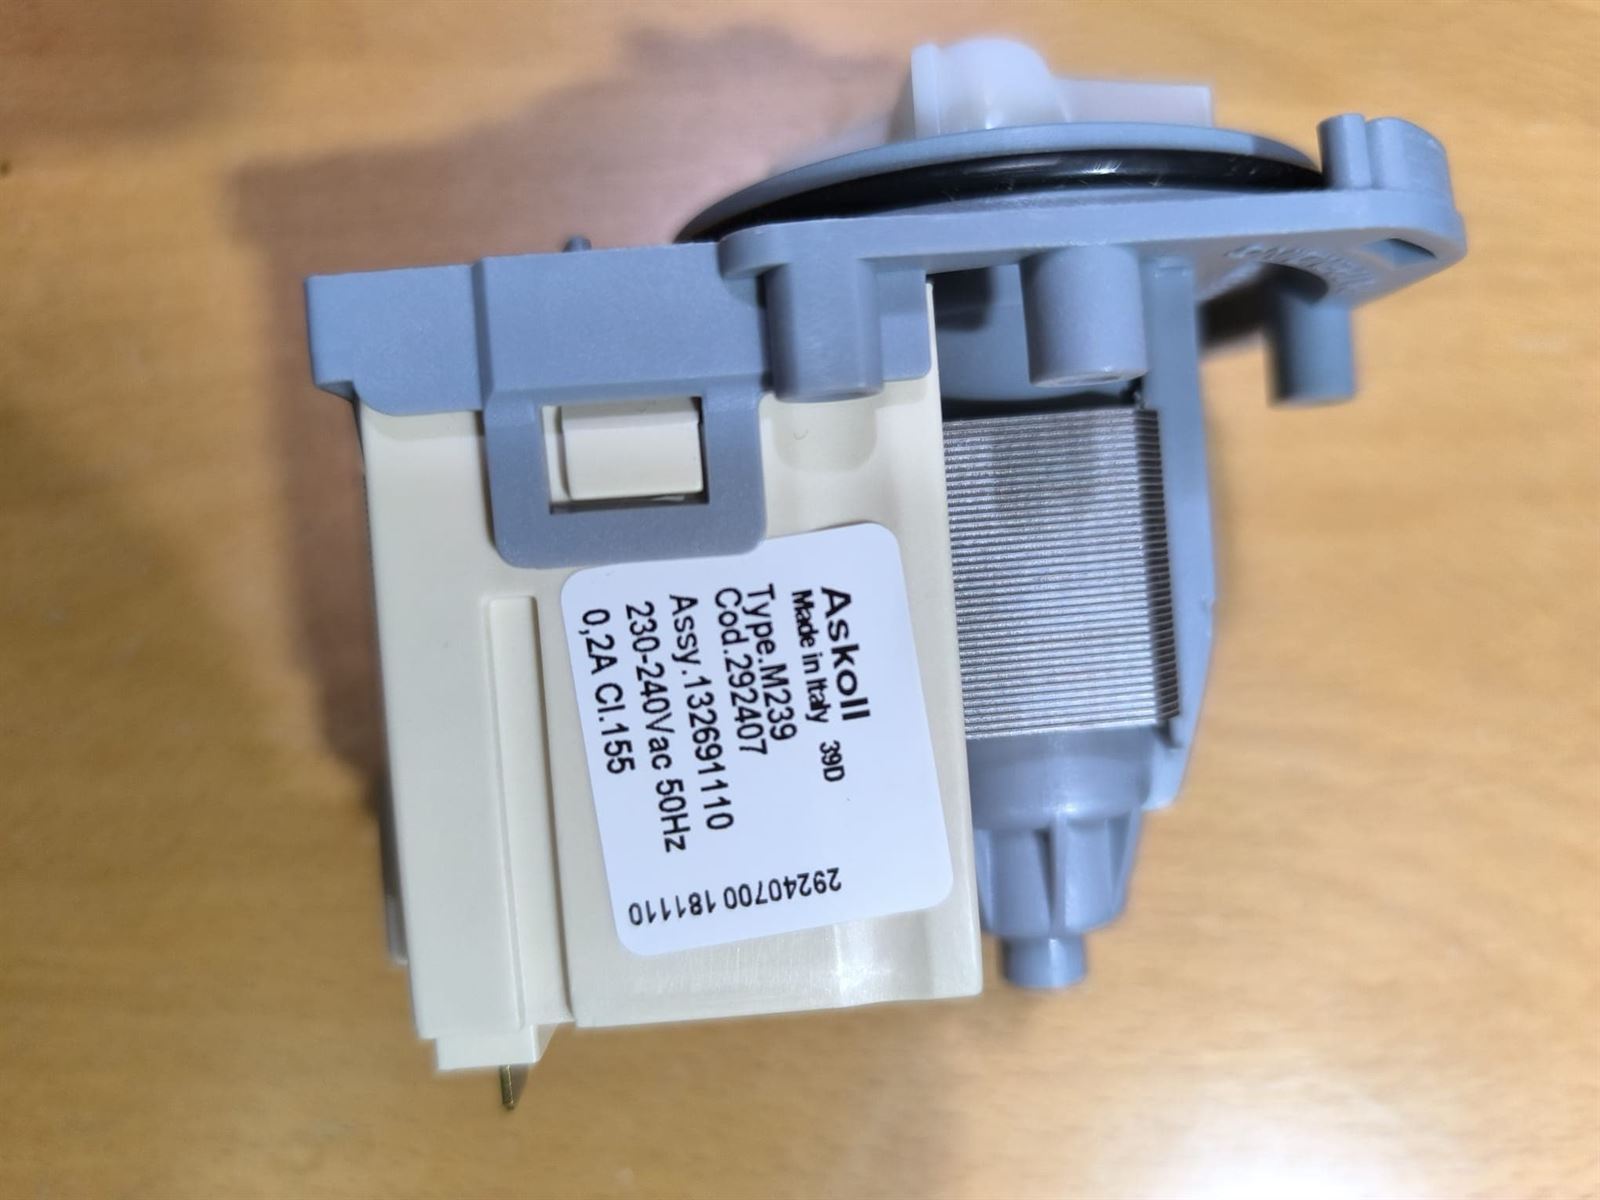 Askoll
Made in Italy 39D
Type.M239
Cod.292407
Assy.132691110
230-240Vac 50Hz
0,2A Cl.155
29240700 181110